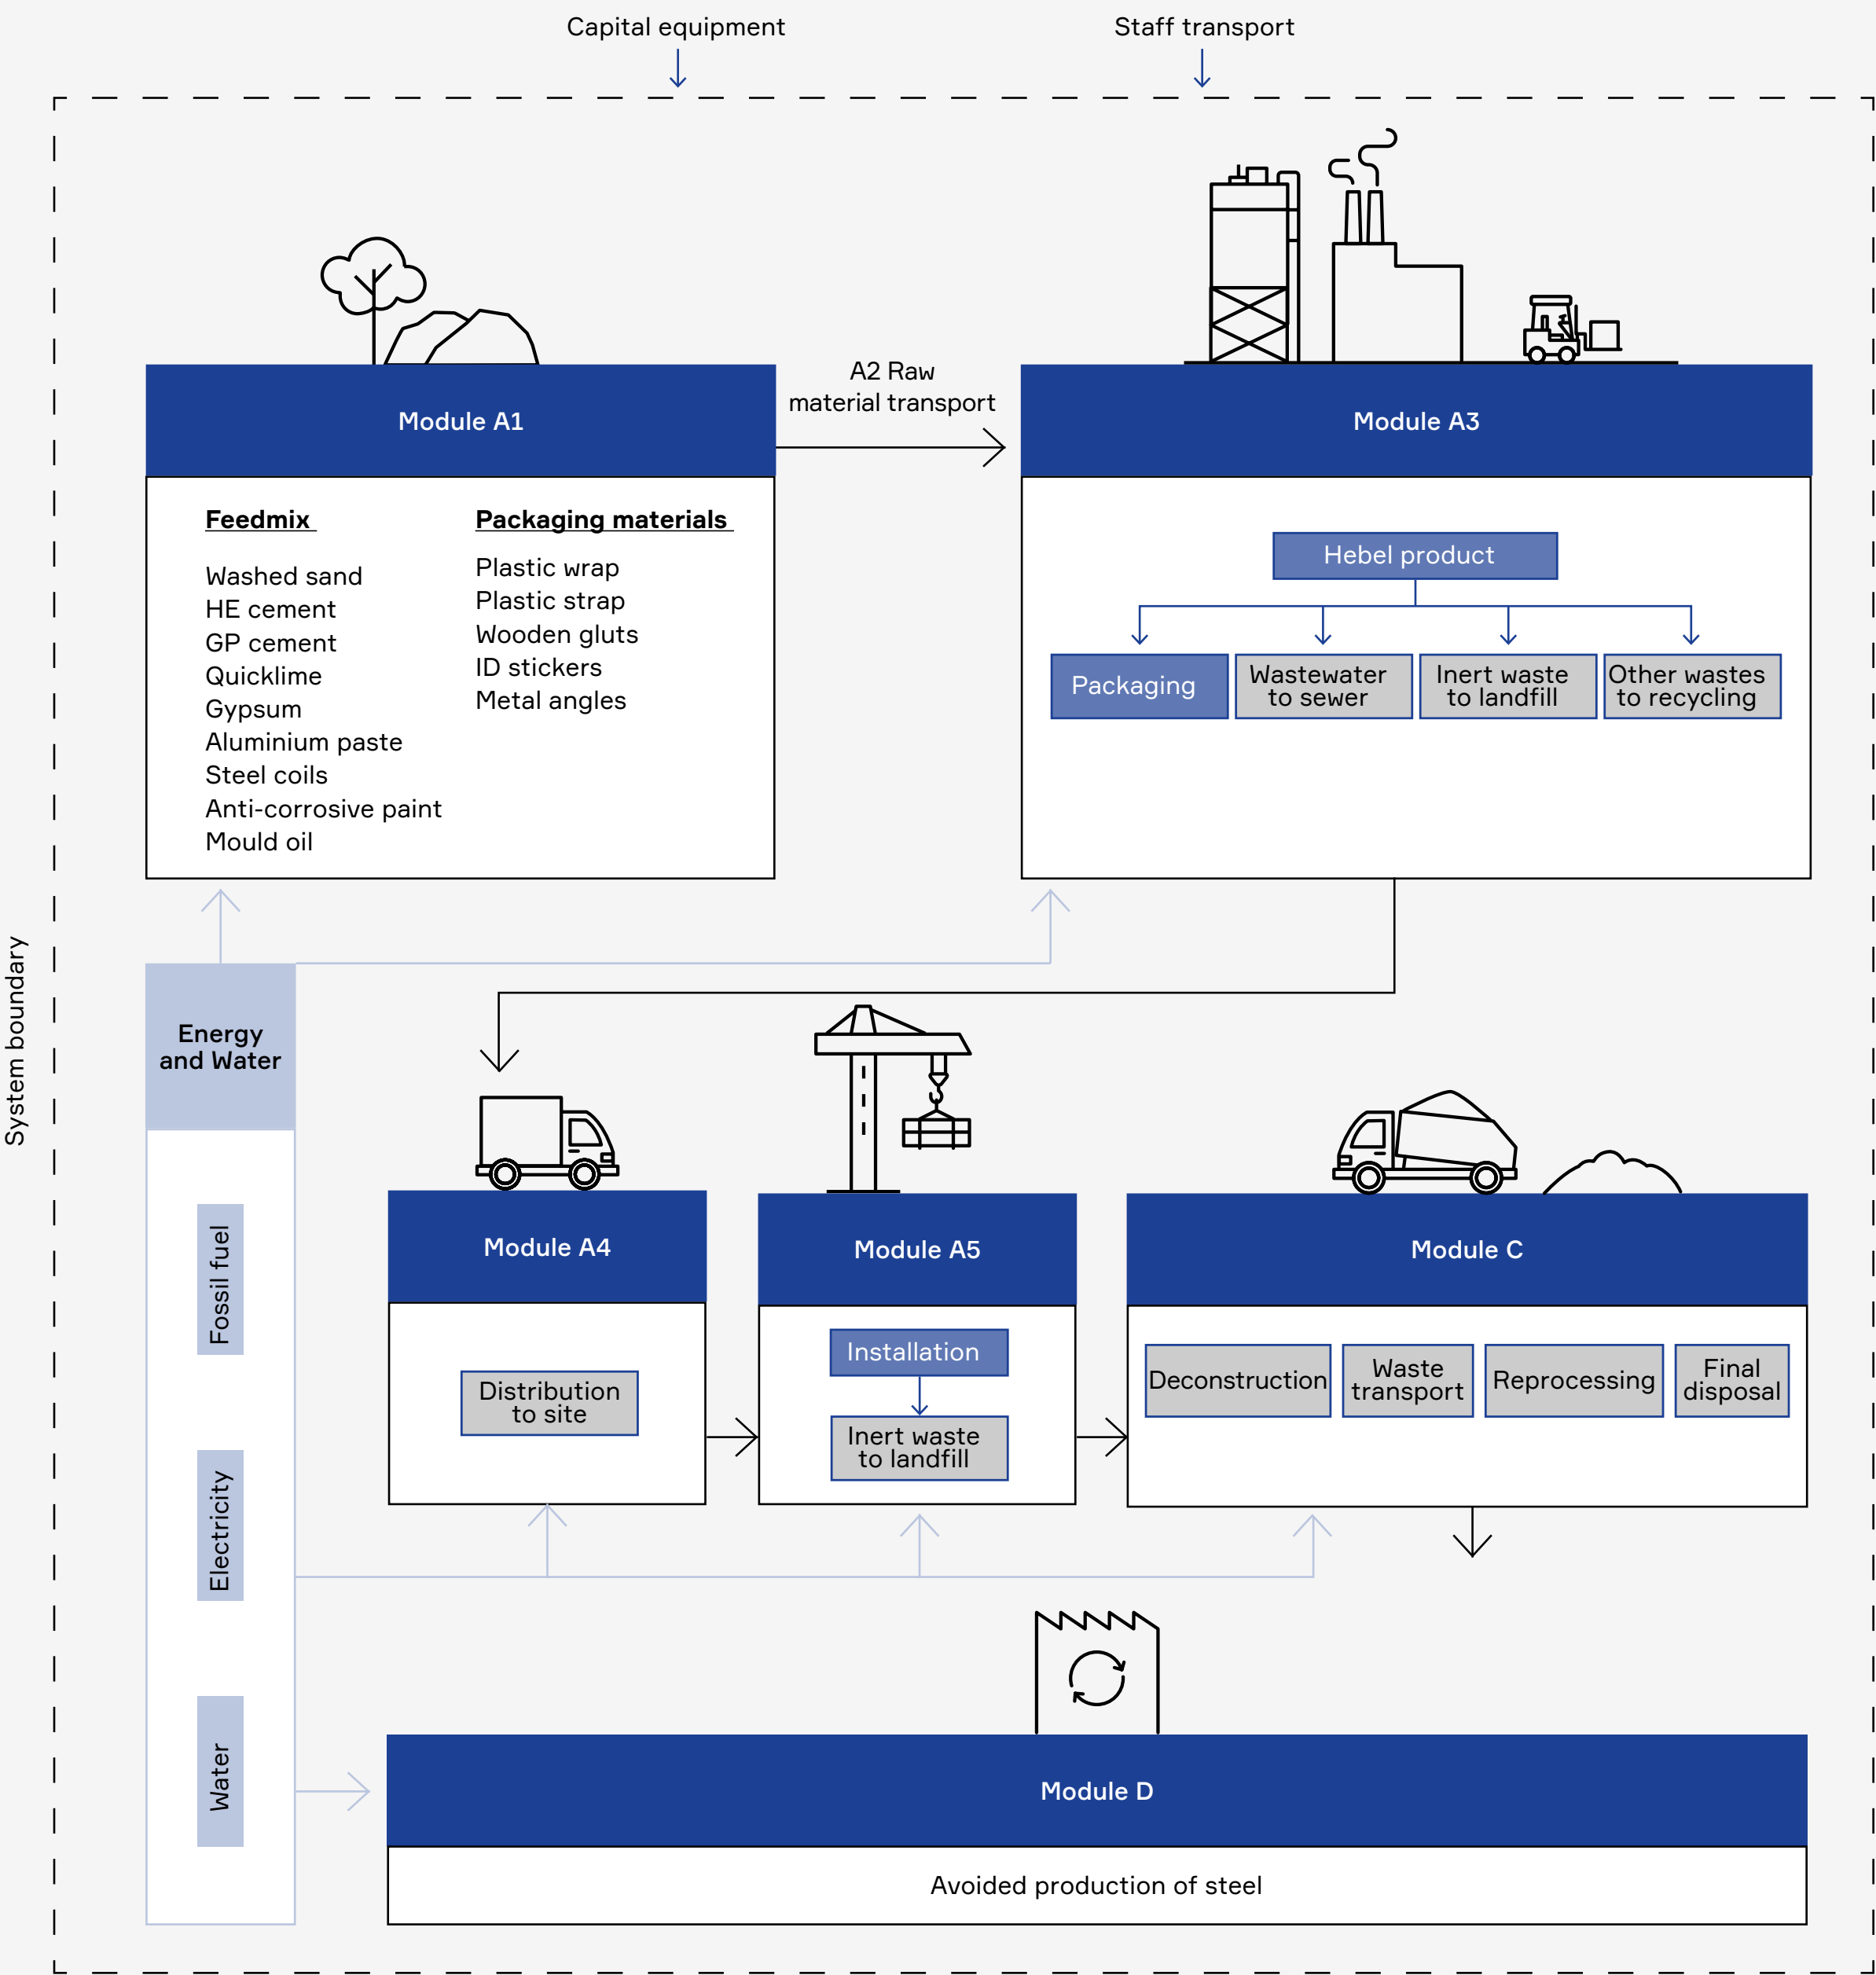 Capital equipment
Staff transport
System boundary
A2 Raw
material transport
Module A1
Feedmix
Washed sand
HE cement
GP cement
Quicklime
Gypsum
Aluminium paste
Steel coils
Anti-corrosive paint
Mould oil
Packaging materials
Plastic wrap
Plastic strap
Wooden gluts
ID stickers
Metal angles
Module A3
Hebel product
Packaging
Wastewater
to sewer
Inert waste
to landfill
Other wastes
to recycling
Energy
and Water
Fossil fuel
Electricity
Water
Module A4
Distribution
to site
Module A5
Installation
Inert waste
to landfill
Module C
Deconstruction
Waste
transport
Reprocessing
Final
disposal
Module D
Avoided production of steel